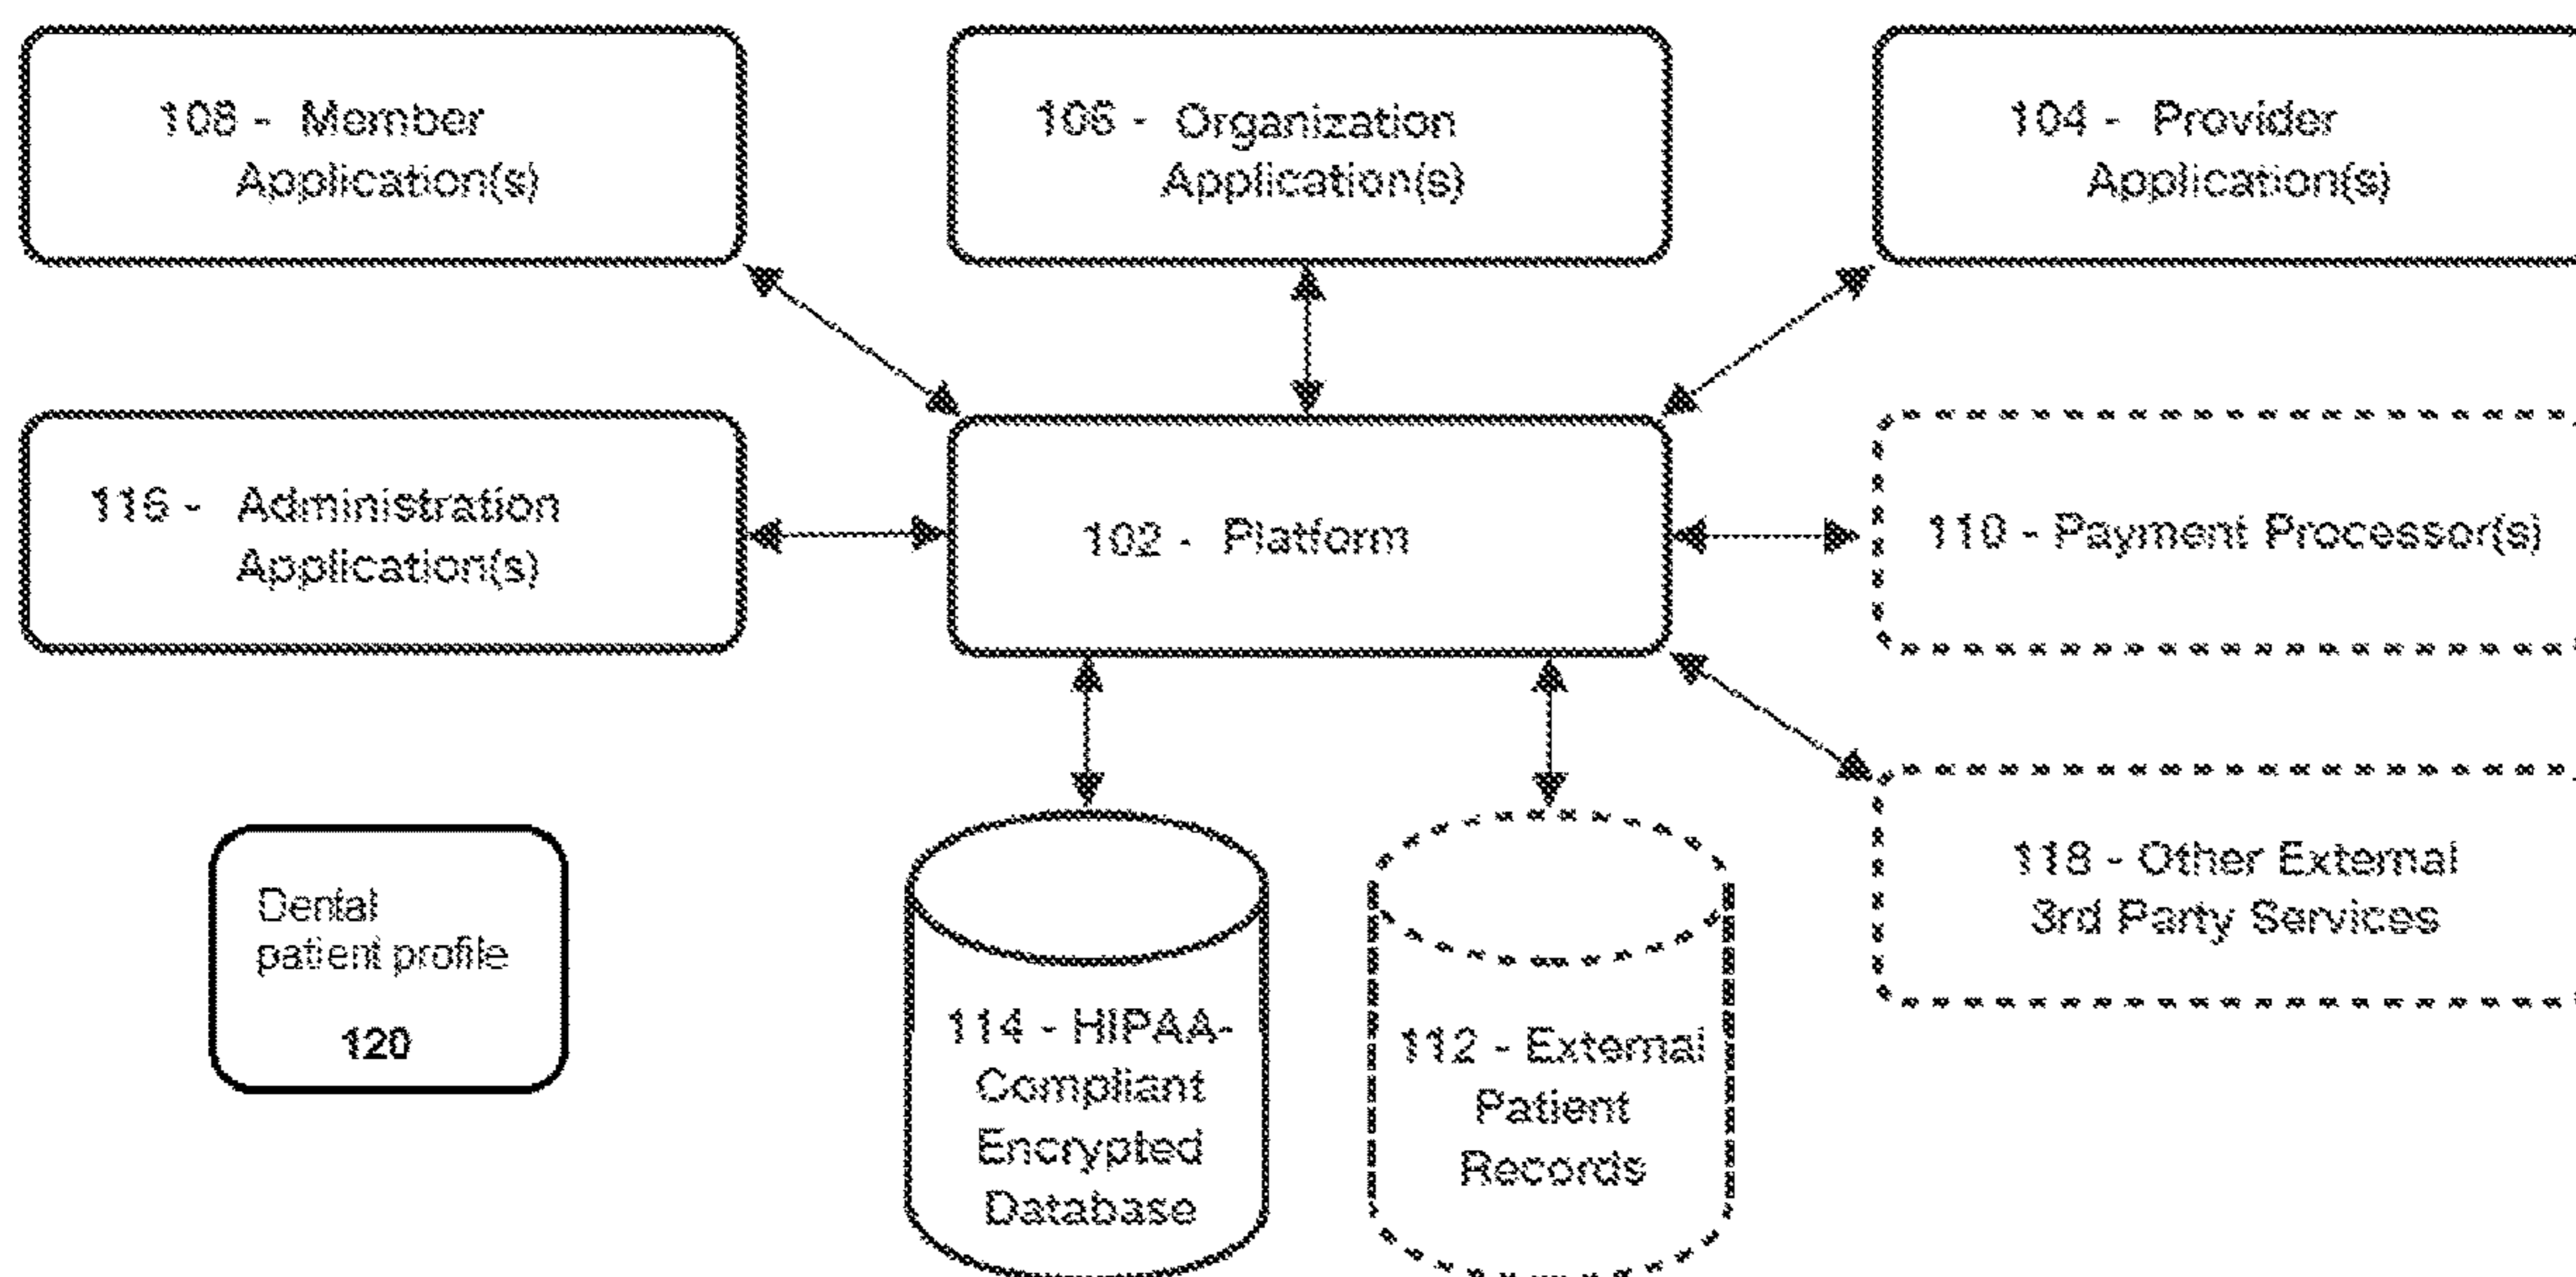 108 - Member
Application(s)
106 - Organization
Application(s)
104 - Provider
Application(s)
116 - Administration
Application(s)
102 - Platform
110 - Payment Processor(s)
118 - Other External
3rd Party Services
Dental
patient profile
120
114 - HIPAA-
Compliant
Encrypted
Database
112 - External
Patient
Records